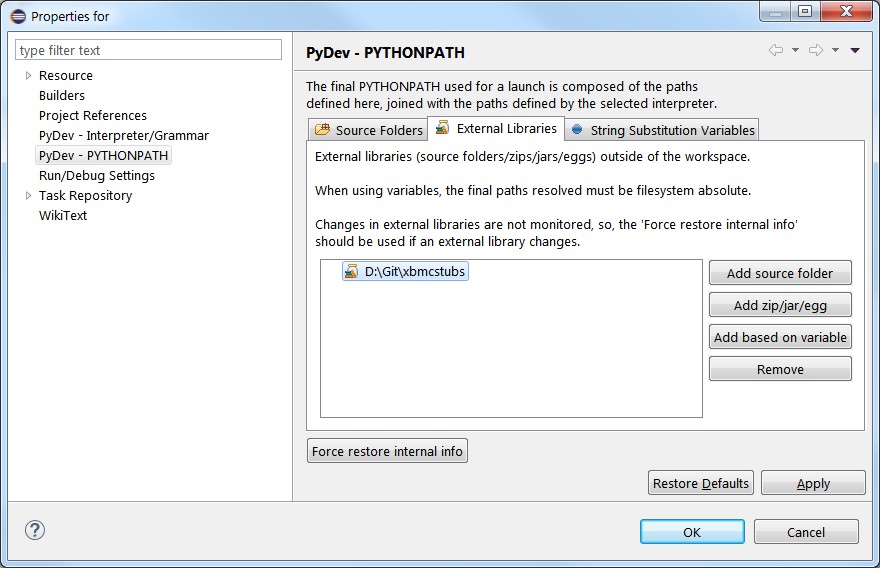 Properties for
type filter text
Resource
Builders
Project References
PyDev - Interpreter/Grammar
PyDev - PYTHONPATH
Run/Debug Settings
Task Repository
WikiText
PyDev - PYTHONPATH
The final PYTHONPATH used for a launch is composed of the paths
defined here, joined with the paths defined by the selected interpreter.
Source Folders
External Libraries
String Substitution Variables
External libraries (source folders/zips/jars/eggs) outside of the workspace.
When using variables, the final paths resolved must be filesystem absolute.
Changes in external libraries are not monitored, so, the 'Force restore internal info'
should be used if an external library changes.
D:\Git\xbmcstubs
Add source folder
Add zip/jar/egg
Add based on variable
Remove
Force restore internal info
Restore Defaults
Apply
?
OK
Cancel